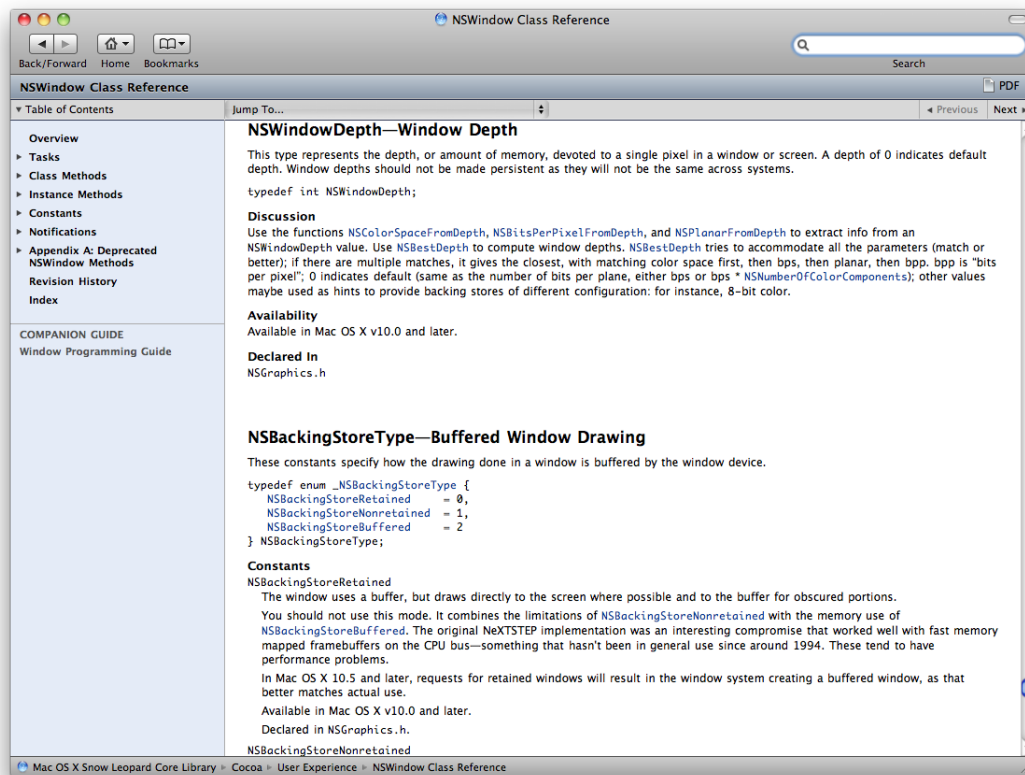 NSWindow Class Reference
Back/Forward Home Bookmarks
Search
NSWindow Class Reference
PDF
Table of Contents
Jump To...
Previous
Next
Overview
Tasks
Class Methods
Instance Methods
Constants
Notifications
Appendix A: Deprecated
NSWindow Methods
Revision History
Index
COMPANION GUIDE
Window Programming Guide
NSWindowDepth—Window Depth
This type represents the depth, or amount of memory, devoted to a single pixel in a window or screen. A depth of 0 indicates default
depth. Window depths should not be made persistent as they will not be the same across systems.
typedef int NSWindowDepth;
Discussion
Use the functions NSColorSpaceFromDepth, NSBitsPerPixelFromDepth, and NSPlanarFromDepth to extract info from an
NSWindowDepth value. Use NSBestDepth to compute window depths. NSBestDepth tries to accommodate all the parameters (match or
better); if there are multiple matches, it gives the closest, with matching color space first, then bps, then planar, then bpp. bpp is "bits
per pixel"; 0 indicates default (same as the number of bits per plane, either bps or bps * NSNumberOfColorComponents); other values
maybe used as hints to provide backing stores of different configuration: for instance, 8-bit color.
Availability
Available in Mac OS X v10.0 and later.
Declared In
NSGraphics.h
NSBackingStoreType—Buffered Window Drawing
These constants specify how the drawing done in a window is buffered by the window device.
typedef enum _NSBackingStoreType {
NSBackingStoreRetained = 0,
NSBackingStoreNonretained = 1,
NSBackingStoreBuffered = 2
} NSBackingStoreType;
Constants
NSBackingStoreRetained
The window uses a buffer, but draws directly to the screen where possible and to the buffer for obscured portions.
You should not use this mode. It combines the limitations of NSBackingStoreNonretained with the memory use of
NSBackingStoreBuffered. The original NeXTSTEP implementation was an interesting compromise that worked well with fast memory
mapped framebuffers on the CPU bus—something that hasn't been in general use since around 1994. These tend to have
performance problems.
In Mac OS X 10.5 and later, requests for retained windows will result in the window system creating a buffered window, as that
better matches actual use.
Available in Mac OS X v10.0 and later.
Declared in NSGraphics.h.
NSBackingStoreNonretained
Mac OS X Snow Leopard Core Library Cocoa User Experience NSWindow Class Reference